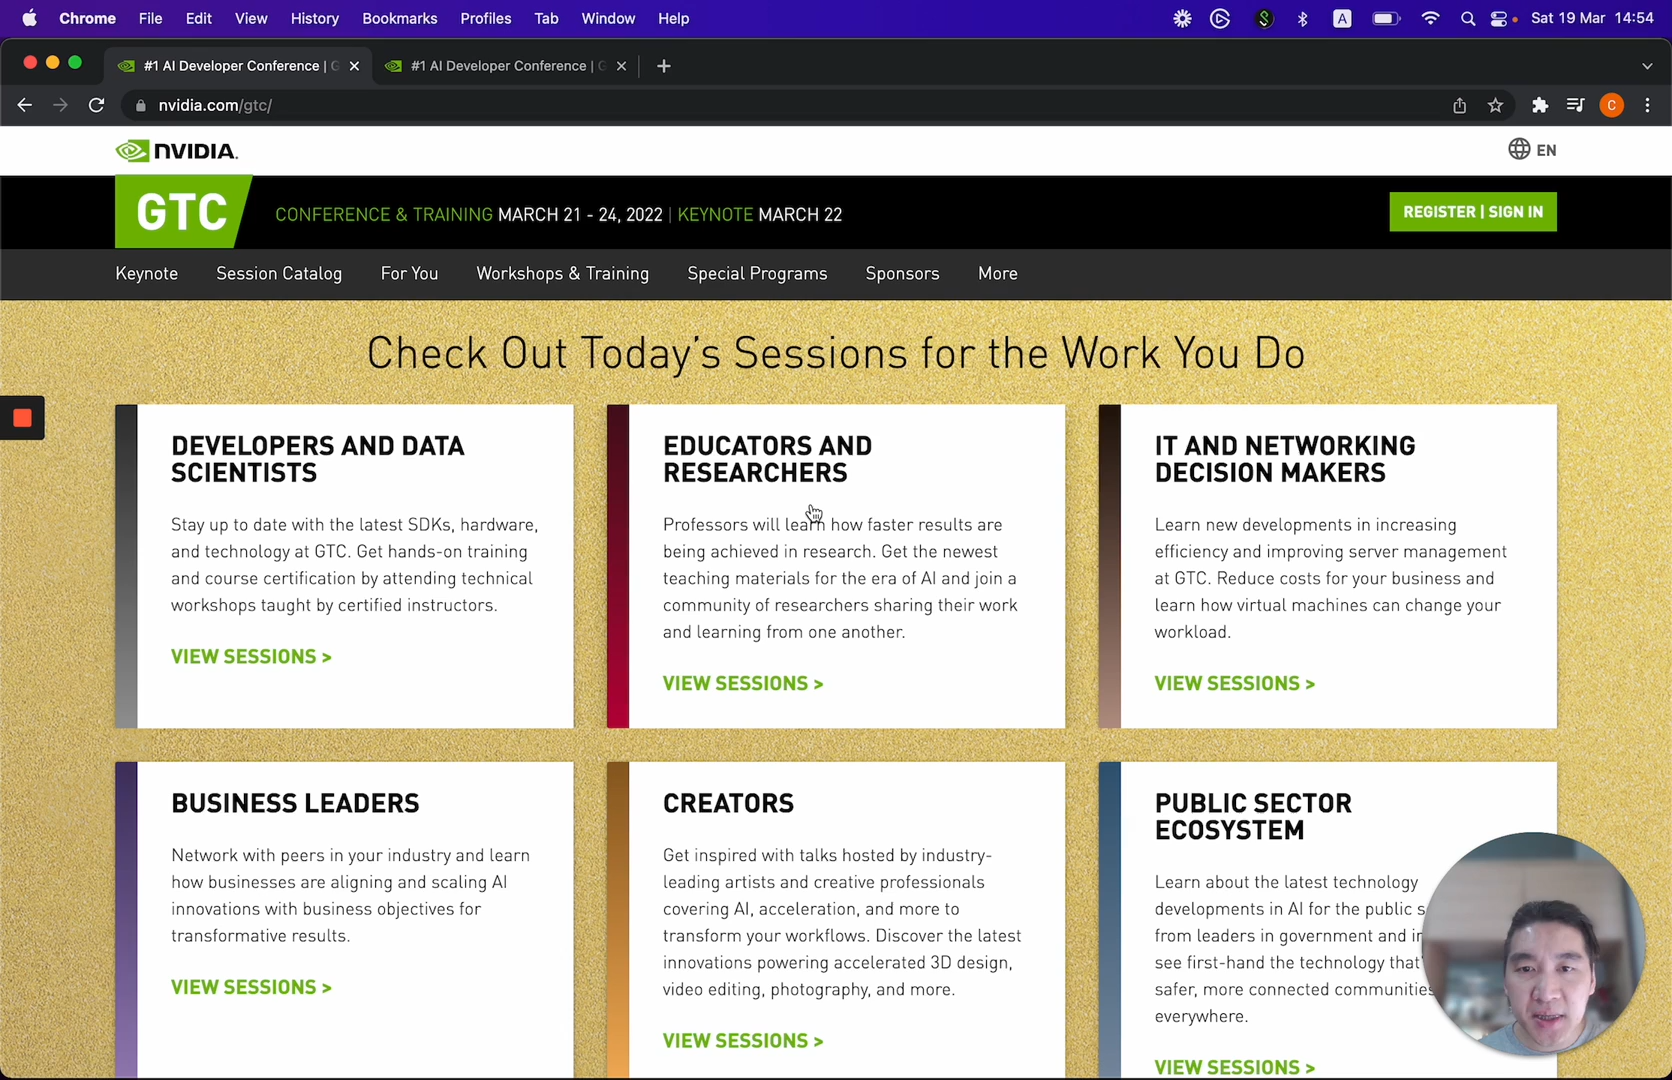 Chrome File Edit View History Bookmarks Profiles Tab Window Help
A Sat 19 Mar 14:54
#1 AI Developer Conference | G
#1 AI Developer Conference | G
nvidia.com/gtc/
C
NVIDIA.
EN
GTC
CONFERENCE & TRAINING MARCH 21 - 24, 2022 | KEYNOTE MARCH 22
REGISTER | SIGN IN
Keynote Session Catalog For You Workshops & Training Special Programs Sponsors More
Check Out Today's Sessions for the Work You Do
DEVELOPERS AND DATA
SCIENTISTS
Stay up to date with the latest SDKs, hardware,
and technology at GTC. Get hands-on training
and course certification by attending technical
workshops taught by certified instructors.
VIEW SESSIONS >
EDUCATORS AND
RESEARCHERS
Professors will learn how faster results are
being achieved in research. Get the newest
teaching materials for the era of AI and join a
community of researchers sharing their work
and learning from one another.
VIEW SESSIONS >
IT AND NETWORKING
DECISION MAKERS
Learn new developments in increasing
efficiency and improving server management
at GTC. Reduce costs for your business and
learn how virtual machines can change your
workload.
VIEW SESSIONS >
BUSINESS LEADERS
Network with peers in your industry and learn
how businesses are aligning and scaling AI
innovations with business objectives for
transformative results.
VIEW SESSIONS >
CREATORS
Get inspired with talks hosted by industry-
leading artists and creative professionals
covering AI, acceleration, and more to
transform your workflows. Discover the latest
innovations powering accelerated 3D design,
video editing, photography, and more.
VIEW SESSIONS >
PUBLIC SECTOR
ECOSYSTEM
Learn about the latest technology
developments in AI for the public s
from leaders in government and in
see first-hand the technology that'
safer, more connected communities
everywhere.
VIEW SESSIONS >